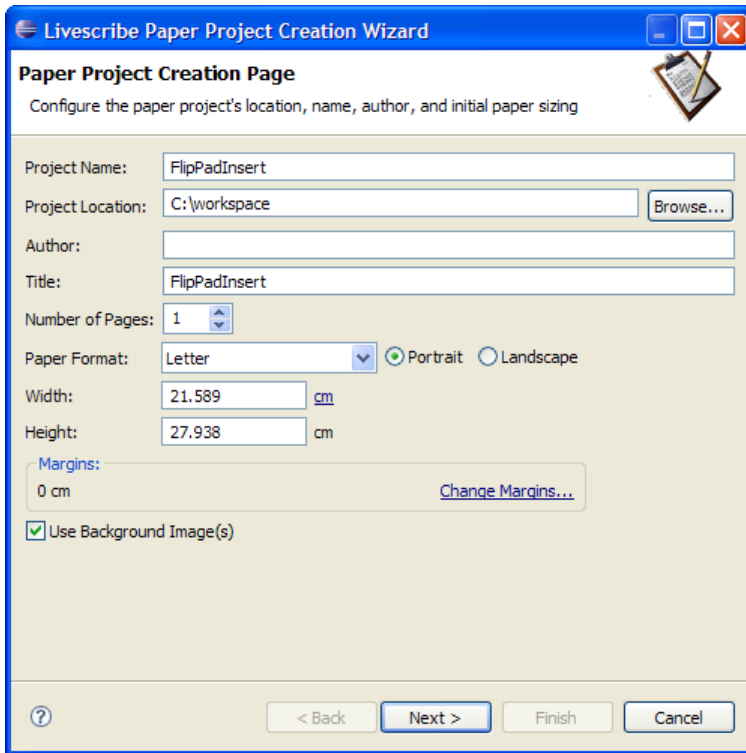 Livescribe Paper Project Creation Wizard
Paper Project Creation Page
Configure the paper project's location, name, author, and initial paper sizing
Project Name: FlipPadInsert
Project Location: C:\workspace Browse...
Author:
Title: FlipPadInsert
Number of Pages: 1
Paper Format: Letter Portrait Landscape
Width: 21.589 cm
Height: 27.938 cm
Margins:
0 cm Change Margins...
Use Background Image(s)
? < Back Next > Finish Cancel